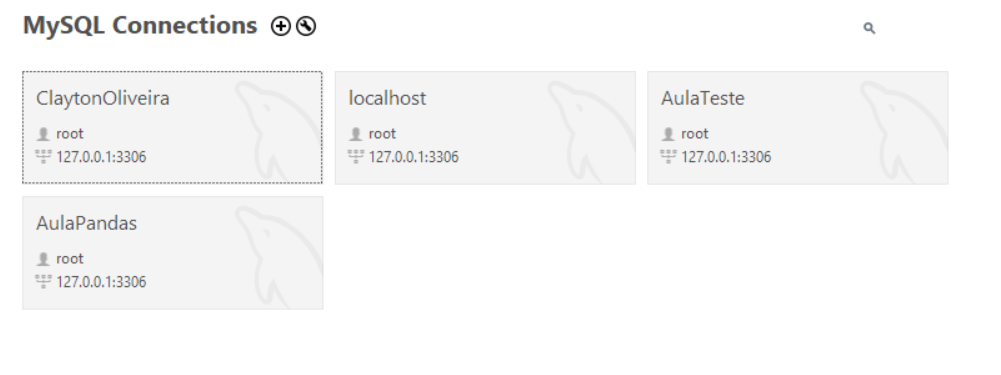 MySQL Connections
ClaytonOliveira
root
127.0.0.1:3306
localhost
root
127.0.0.1:3306
AulaTeste
root
127.0.0.1:3306
AulaPandas
root
127.0.0.1:3306